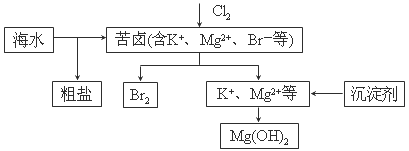 Cl₂
海水
苦卤(含K⁺、Mg²⁺、Br⁻等)
粗盐
Br₂
K⁺、Mg²⁺等
沉淀剂
Mg(OH)₂